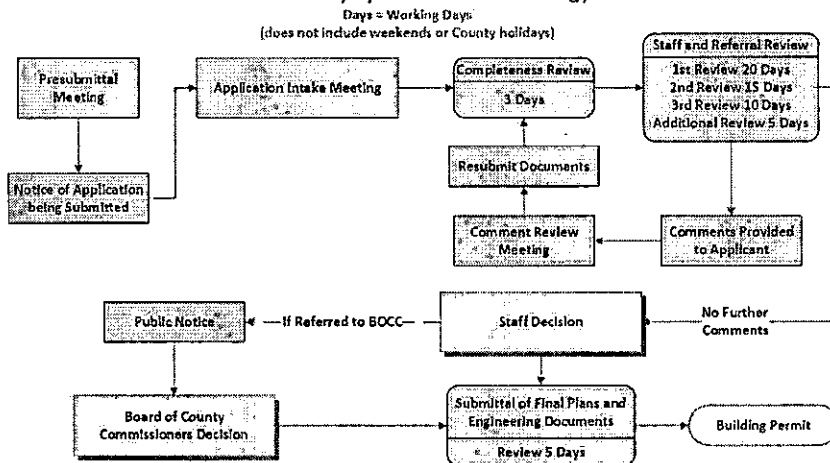 Days = Working Days
(does not include weekends or County holidays)
Presubmittal
Meeting
Application Intake Meeting
Completeness Review
3 Days
Staff and Referral Review
1st Review 20 Days
2nd Review 15 Days
3rd Review 10 Days
Additional Review 5 Days
Notice of Application
being Submitted
Resubmit Documents
Comment Review
Meeting
Comments Provided
to Applicant
Public Notice
If Referred to BOCC
Staff Decision
No Further
Comments
Board of County
Commissioners Decision
Submittal of Final Plans and
Engineering Documents
Review 5 Days
Building Permit